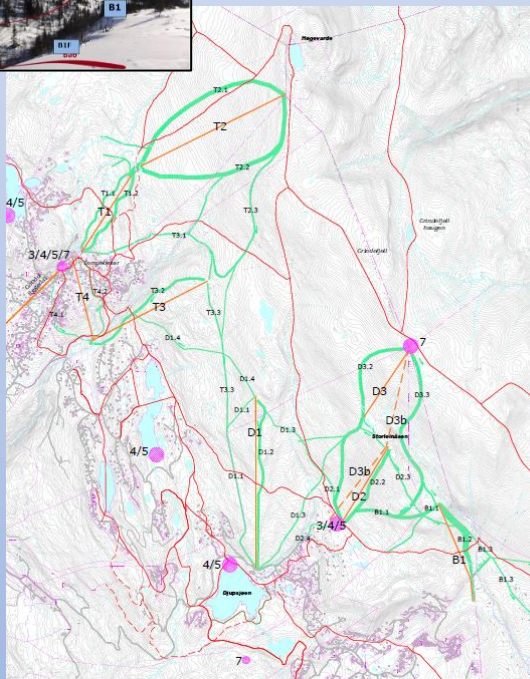 B1
B1F
Høgevarde
T2.1
T2
T2.2
T1.1
T1.2
T1
4/5
T2.3
T3.1
3/4/5/7
T4
T4.2
T4.1
T3.2
T3
T3.3
D1.4
7
D3.2
D3
D3.3
D3b
T3.3
D1.4
D1.1
D1
D1.3
D1.2
4/5
D3b
D2.1
D2.2
D2.3
D2
D1.1
D1.3
3/4/5
B1.1
B1.1
D2.4
B1.2
B1.3
B1
B1.3
4/5
Djupsjøen
7